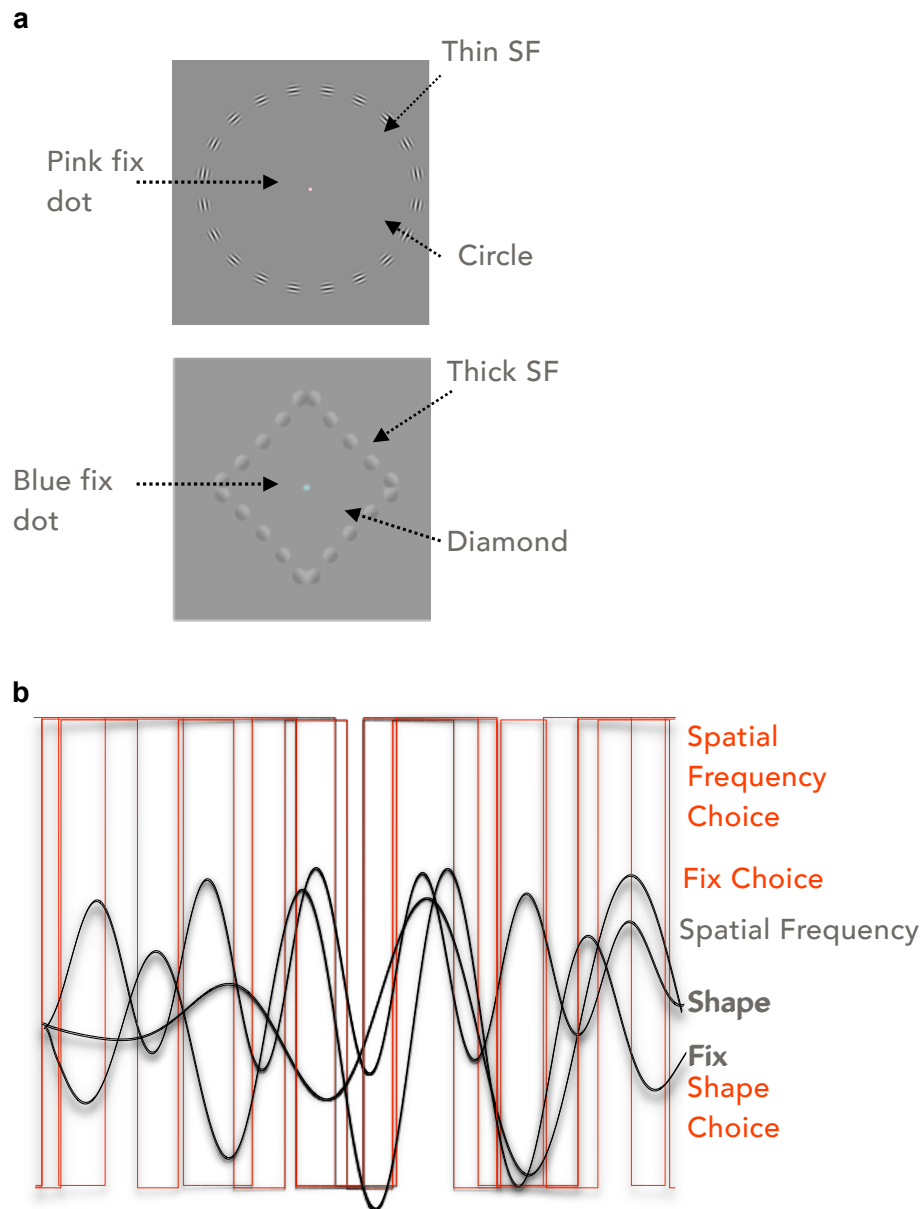 a
Thin SF
Pink fix
dot
Circle
Thick SF
Blue fix
dot
Diamond
b
Spatial
Frequency
Choice
Fix Choice
Spatial Frequency
Shape
Fix
Shape
Choice